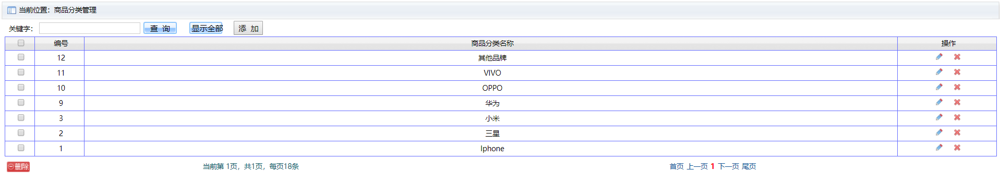 当前位置：商品分类管理
关键字： 查 询 显示全部 添 加
编号 商品分类名称 操作
12 其他品牌
11 VIVO
10 OPPO
9 华为
3 小米
2 三星
1 Iphone
删除 当前第 1页，共1页，每页18条 首页 上一页 1 下一页 尾页